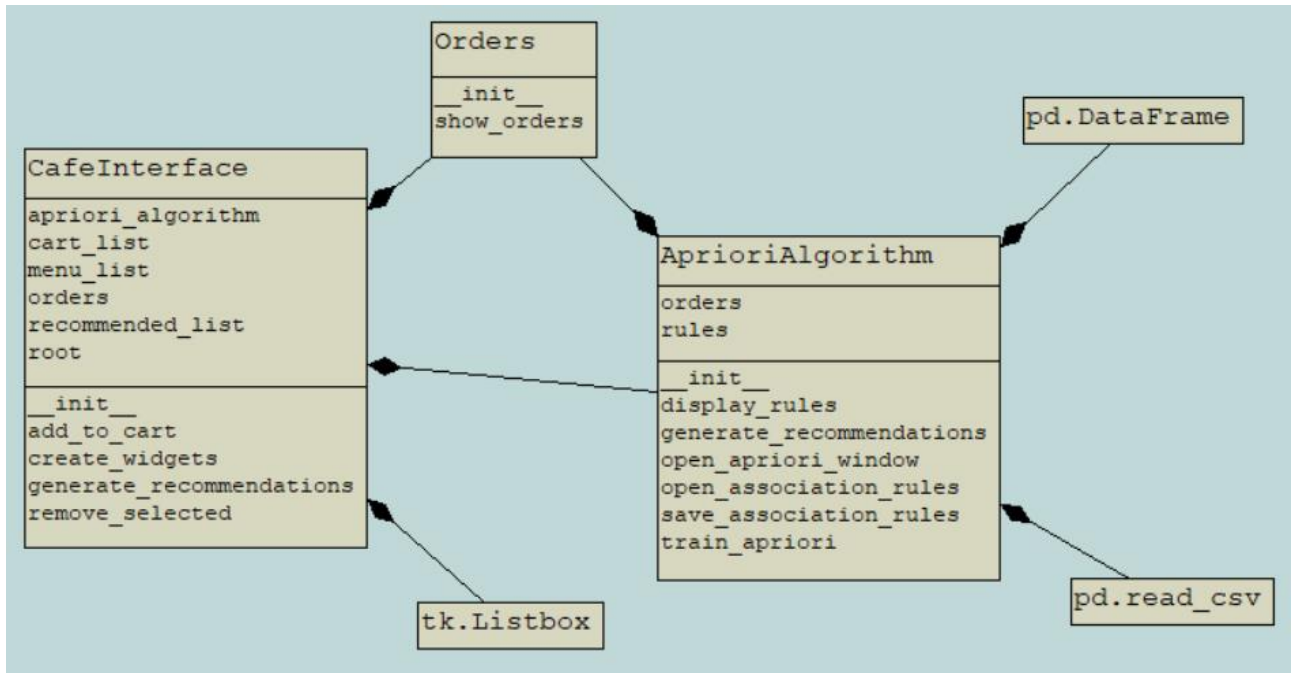 Orders
__init__
show_orders
pd.DataFrame
CafeInterface
apriori_algorithm
cart_list
menu_list
orders
recommended_list
root
__init__
add_to_cart
create_widgets
generate_recommendations
remove_selected
AprioriAlgorithm
orders
rules
__init__
display_rules
generate_recommendations
open_apriori_window
open_association_rules
save_association_rules
train_apriori
tk.Listbox
pd.read_csv